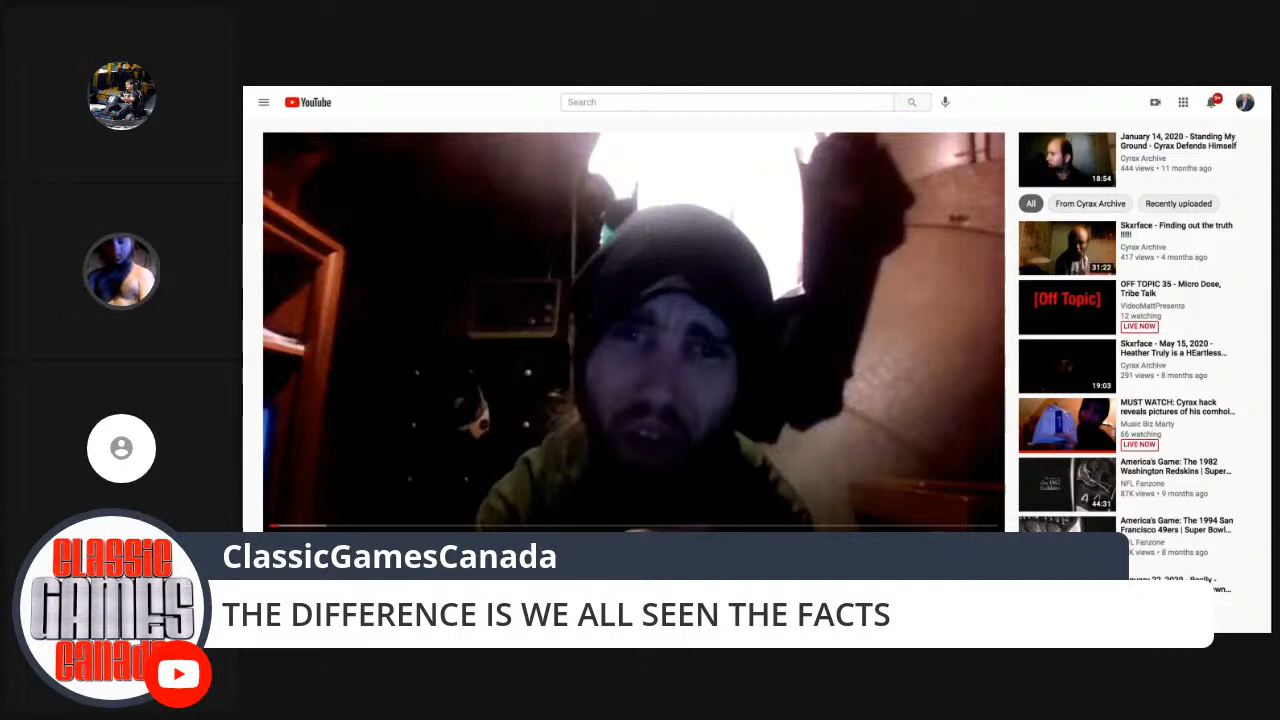 YouTube
Search
9+
January 14, 2020 - Standing My
Ground - Cyrax Defends Himself
Cyrax Archive
444 views • 11 months ago
18:54
All
From Cyrax Archive
Recently uploaded
Skxrface - Finding out the truth
!!!!!
Cyrax Archive
417 views • 4 months ago
31:22
OFF TOPIC 35 - Micro Dose,
Tribe Talk
VideoMattPresents
12 watching
LIVE NOW
[Off Topic]
Skxrface - May 15, 2020 -
Heather Truly is a HEartless...
Cyrax Archive
291 views • 8 months ago
19:03
MUST WATCH: Cyrax hack
reveals pictures of his cornhol...
Music Biz Marty
66 watching
LIVE NOW
America's Game: The 1982
Washington Redskins | Super...
NFL Fanzone
87K views • 9 months ago
44:31
America's Game: The 1994 San
Francisco 49ers | Super Bowl...
FL Fanzone
K views • 8 months ago
CLASSIC
GAMES
Canada
ClassicGamesCanada
THE DIFFERENCE IS WE ALL SEEN THE FACTS